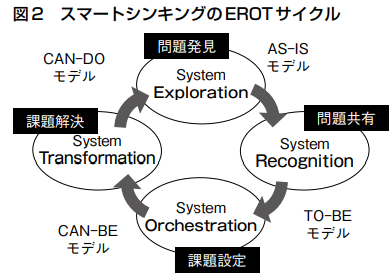 図2 スマートシンキングのEROTサイクル
問題発見
CAN-DO
モデル
AS-IS
モデル
System
Exploration
課題解決
System
Transformation
問題共有
System
Recognition
System
Orchestration
課題設定
CAN-BE
モデル
TO-BE
モデル